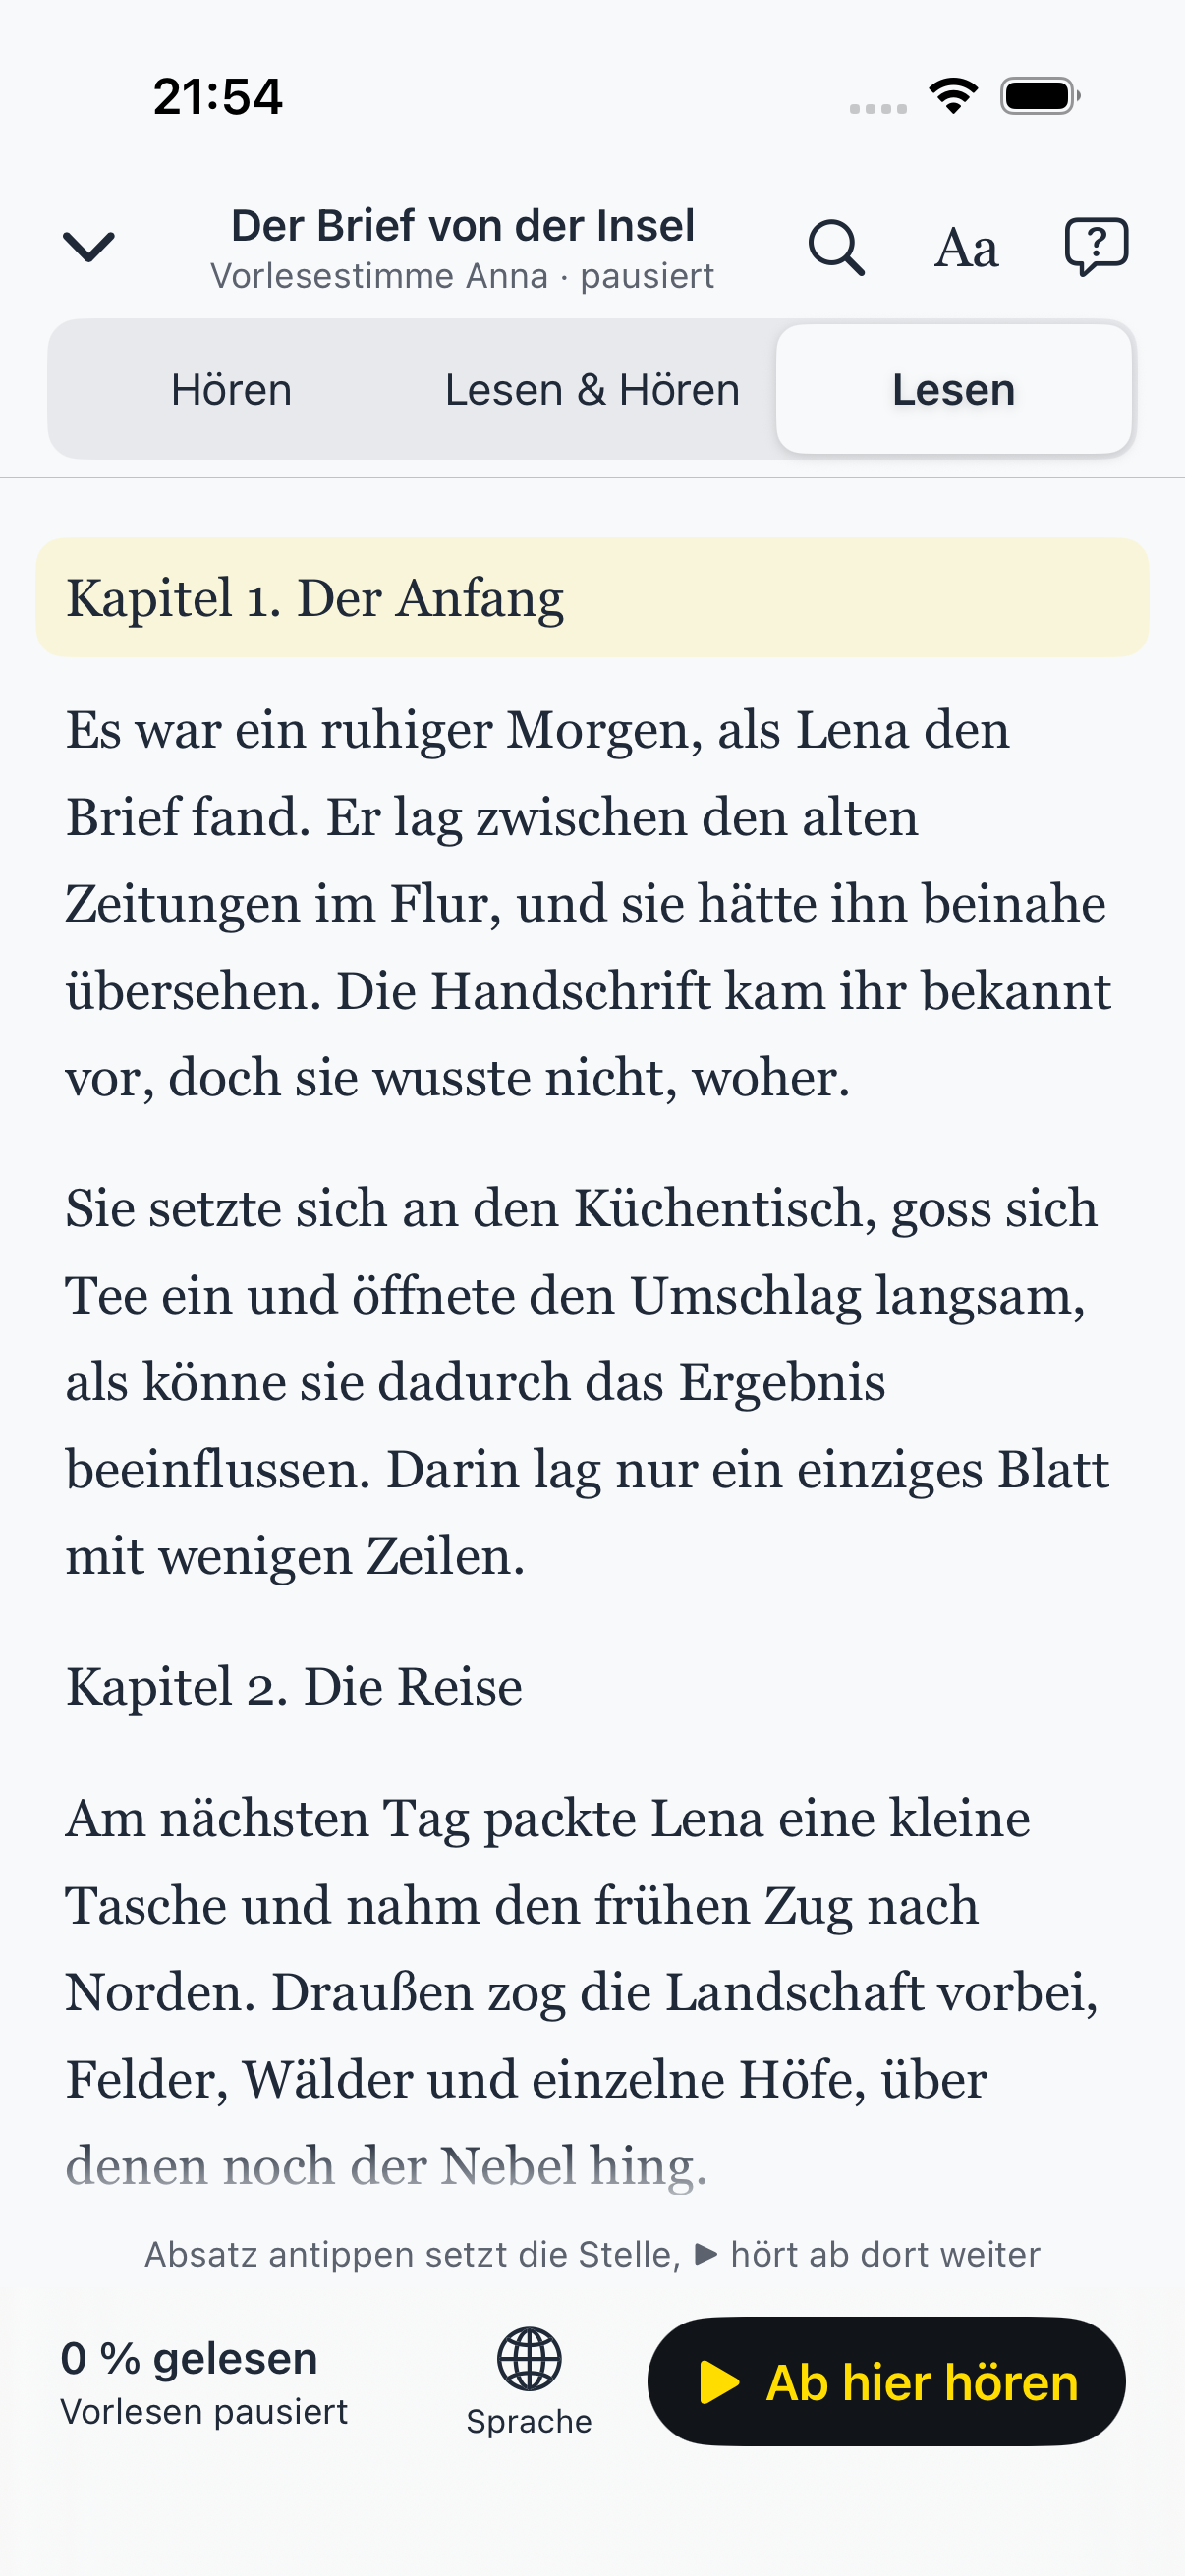 21:54
Der Brief von der Insel
Vorlesestimme Anna · pausiert
Aa
?
Hören
Lesen & Hören
Lesen
Kapitel 1. Der Anfang
Es war ein ruhiger Morgen, als Lena den
Brief fand. Er lag zwischen den alten
Zeitungen im Flur, und sie hätte ihn beinahe
übersehen. Die Handschrift kam ihr bekannt
vor, doch sie wusste nicht, woher.
Sie setzte sich an den Küchentisch, goss sich
Tee ein und öffnete den Umschlag langsam,
als könne sie dadurch das Ergebnis
beeinflussen. Darin lag nur ein einziges Blatt
mit wenigen Zeilen.
Kapitel 2. Die Reise
Am nächsten Tag packte Lena eine kleine
Tasche und nahm den frühen Zug nach
Norden. Draußen zog die Landschaft vorbei,
Felder, Wälder und einzelne Höfe, über
denen noch der Nebel hing.
Absatz antippen setzt die Stelle, ▶ hört ab dort weiter
0 % gelesen
Vorlesen pausiert
Sprache
Ab hier hören